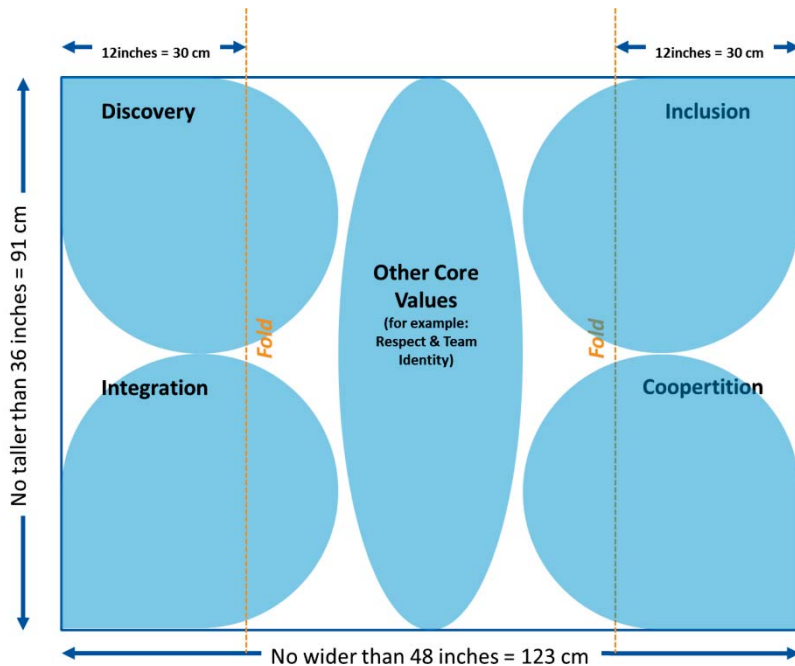 12inches = 30 cm
12inches = 30 cm
Discovery
Inclusion
No taller than 36 inches = 91 cm
Other Core
Values
(for example:
Respect & Team
Identity)
Fold
Fold
Integration
Coopertition
No wider than 48 inches = 123 cm